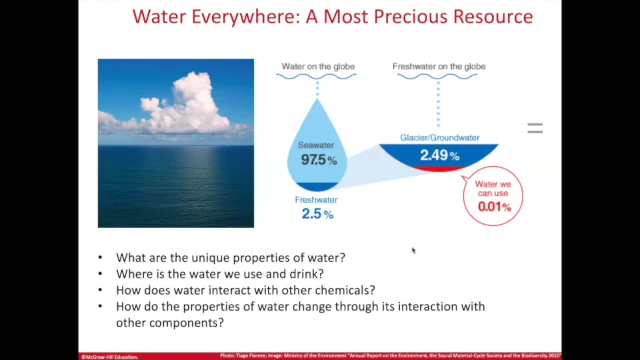 Water Everywhere: A Most Precious Resource
Water on the globe
Freshwater on the globe
Seawater
97.5%
Freshwater
2.5%
Glacier/Groundwater
2.49%
Water we
can use
0.01%
=
• What are the unique properties of water?
• Where is the water we use and drink?
• How does water interact with other chemicals?
• How do the properties of water change through its interaction with
other components?
©McGraw-Hill Education.
Photo: Tiago Fioreze; Image: Ministry of the Environment "Annual Report on the Environment, the Sound Material-Cycle Society and the Biodiversity 2010"